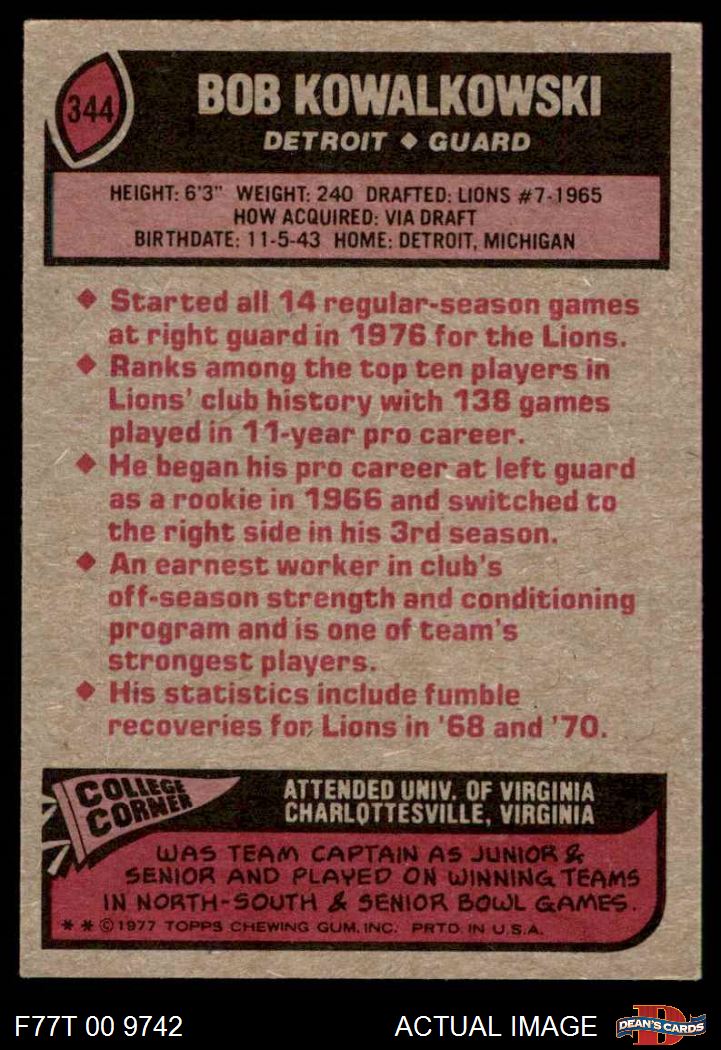 344
BOB KOWALKOWSKI
DETROIT ◆ GUARD
HEIGHT: 6'3" WEIGHT: 240 DRAFTED: LIONS #7-1965
HOW ACQUIRED: VIA DRAFT
BIRTHDATE: 11-5-43 HOME: DETROIT, MICHIGAN
◆ Started all 14 regular-season games
at right guard in 1976 for the Lions.
◆ Ranks among the top ten players in
Lions' club history with 138 games
played in 11-year pro career.
◆ He began his pro career at left guard
as a rookie in 1966 and switched to
the right side in his 3rd season.
◆ An earnest worker in club's
off-season strength and conditioning
program and is one of team's
strongest players.
◆ His statistics include fumble
recoveries for Lions in '68 and '70.
COLLEGE
CORNER
ATTENDED UNIV. OF VIRGINIA
CHARLOTTESVILLE, VIRGINIA
WAS TEAM CAPTAIN AS JUNIOR &
SENIOR AND PLAYED ON WINNING TEAMS
IN NORTH-SOUTH & SENIOR BOWL GAMES.
* * © 1977 TOPPS CHEWING GUM, INC. PRTD. IN U.S.A.
F77T 00 9742
ACTUAL IMAGE
D
DEAN'S CARDS